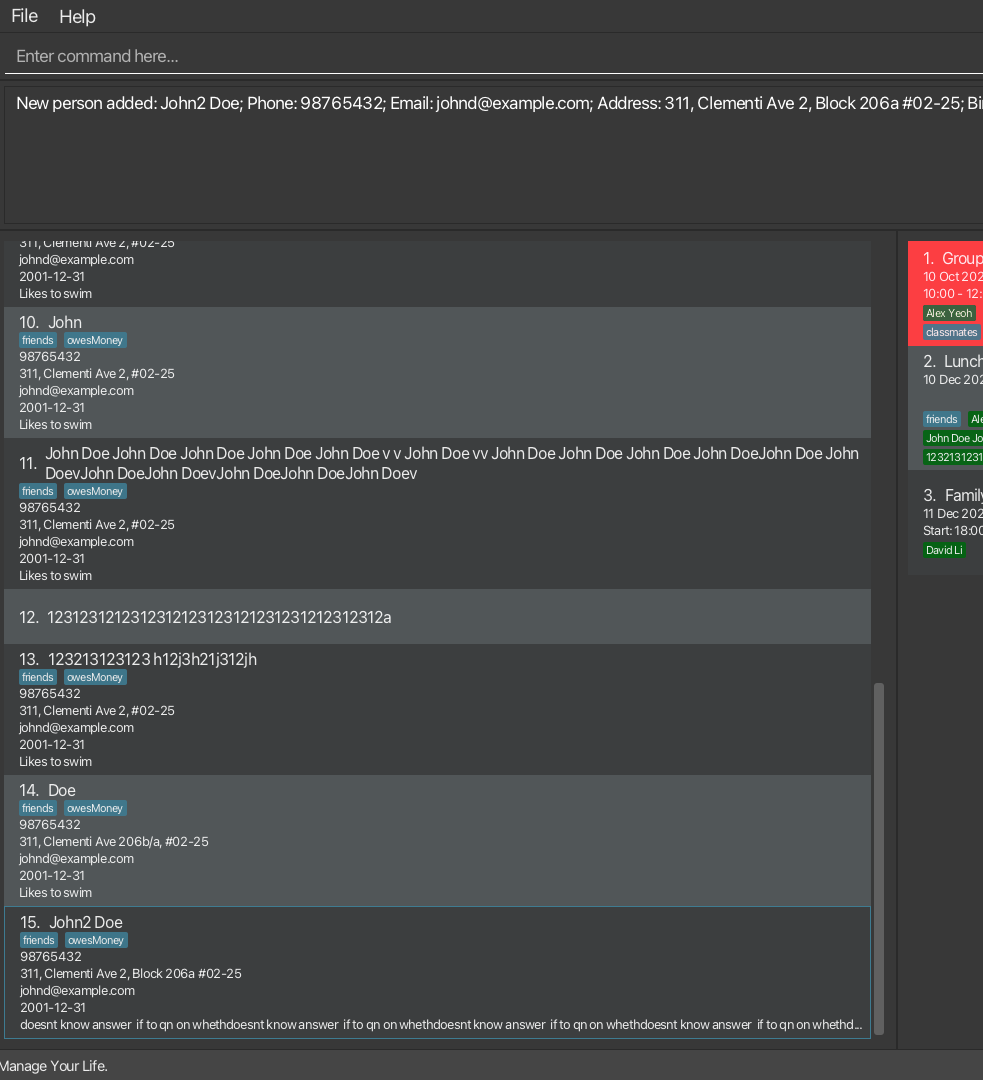 File Help
Enter command here...
New person added: John2 Doe; Phone: 98765432; Email: johnd@example.com; Address: 311, Clementi Ave 2, Block 206a #02-25; Bi
311, Clementi Ave 2, #02-25
johnd@example.com
2001-12-31
Likes to swim
10. John
friends owesMoney
98765432
311, Clementi Ave 2, #02-25
johnd@example.com
2001-12-31
Likes to swim
11. John Doe John Doe John Doe John Doe John Doe v v John Doe vv John Doe John Doe John Doe John DoeJohn Doe John
DoevJohn DoeJohn DoevJohn DoeJohn DoeJohn Doev
friends owesMoney
98765432
311, Clementi Ave 2, #02-25
johnd@example.com
2001-12-31
Likes to swim
12. 1231231212312312123123121231231212312312a
13. 123213123123 h12j3h21j312jh
friends owesMoney
98765432
311, Clementi Ave 2, #02-25
johnd@example.com
2001-12-31
Likes to swim
14. Doe
friends owesMoney
98765432
311, Clementi Ave 206b/a, #02-25
johnd@example.com
2001-12-31
Likes to swim
15. John2 Doe
friends owesMoney
98765432
311, Clementi Ave 2, Block 206a #02-25
johnd@example.com
2001-12-31
doesnt know answer if to qn on whethdoesnt know answer if to qn on whethdoesnt know answer if to qn on whethdoesnt know answer if to qn on whethd...
1. Group
10 Oct 202
10:00 - 12:
Alex Yeoh
classmates
2. Lunch
10 Dec 202
friends Ale
John Doe Jo
1232131231
3. Family
11 Dec 202
Start: 18:00
David Li
Manage Your Life.